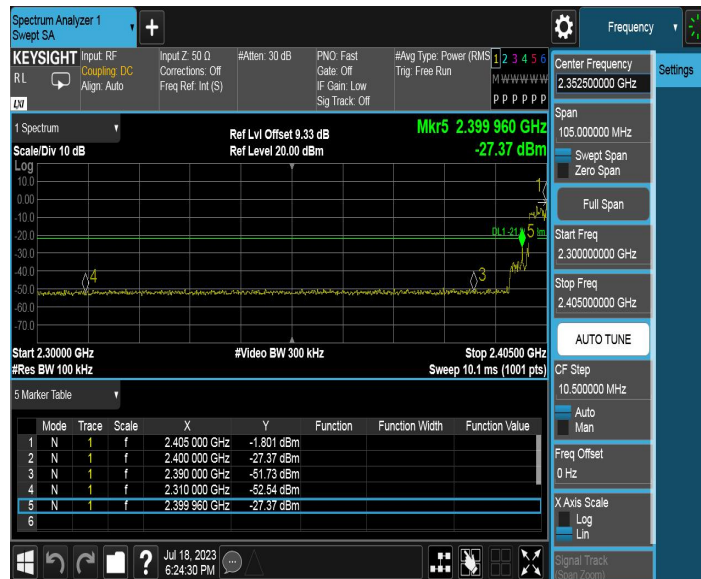 Spectrum Analyzer 1
Swept SA
Frequency
KEYSIGHT
RL
LXI
Input: RF
Coupling: DC
Align: Auto
Input Z: 50 Ω
Corrections: Off
Freq Ref: Int (S)
#Atten: 30 dB
PNO: Fast
Gate: Off
IF Gain: Low
Sig Track: Off
#Avg Type: Power (RMS
Trig: Free Run
1 2 3 4 5 6
M W W W W W
P P P P P P
1 Spectrum
Scale/Div 10 dB
Ref Lvl Offset 9.33 dB
Ref Level 20.00 dBm
Mkr5 2.399 960 GHz
-27.37 dBm
Log
10.0
0.00
-10.0
-20.0
-30.0
-40.0
-50.0
-60.0
-70.0
1
5
3
4
Start 2.30000 GHz
#Video BW 300 kHz
Stop 2.40500 GHz
#Res BW 100 kHz
Sweep 10.1 ms (1001 pts)
5 Marker Table
Mode Trace Scale X Y Function Function Width Function Value
1 N 1 f 2.405 000 GHz -1.801 dBm
2 N 1 f 2.400 000 GHz -27.37 dBm
3 N 1 f 2.390 000 GHz -51.73 dBm
4 N 1 f 2.310 000 GHz -52.54 dBm
5 N 1 f 2.399 960 GHz -27.37 dBm
6
?
Jul 18, 2023
6:24:30 PM
Center Frequency
2.352500000 GHz
Span
105.000000 MHz
Swept Span
Zero Span
Full Span
Start Freq
2.300000000 GHz
Stop Freq
2.405000000 GHz
AUTO TUNE
CF Step
10.500000 MHz
Auto
Man
Freq Offset
0 Hz
X Axis Scale
Log
Lin
Signal Track
(Span Zoom)
Settings